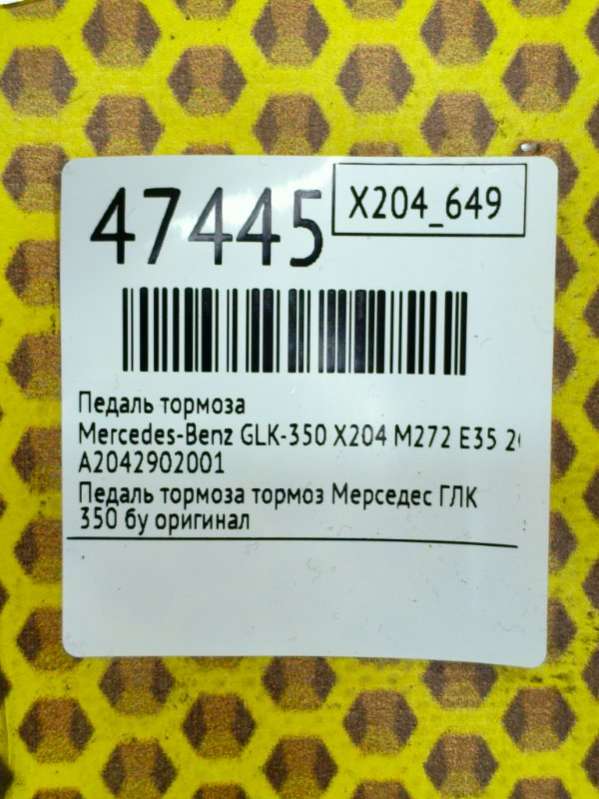 47445
X204_649
Педаль тормоза
Mercedes-Benz GLK-350 X204 M272 E35
A2042902001
Педаль тормоза тормоз Мерседес ГЛК
350 бу оригинал